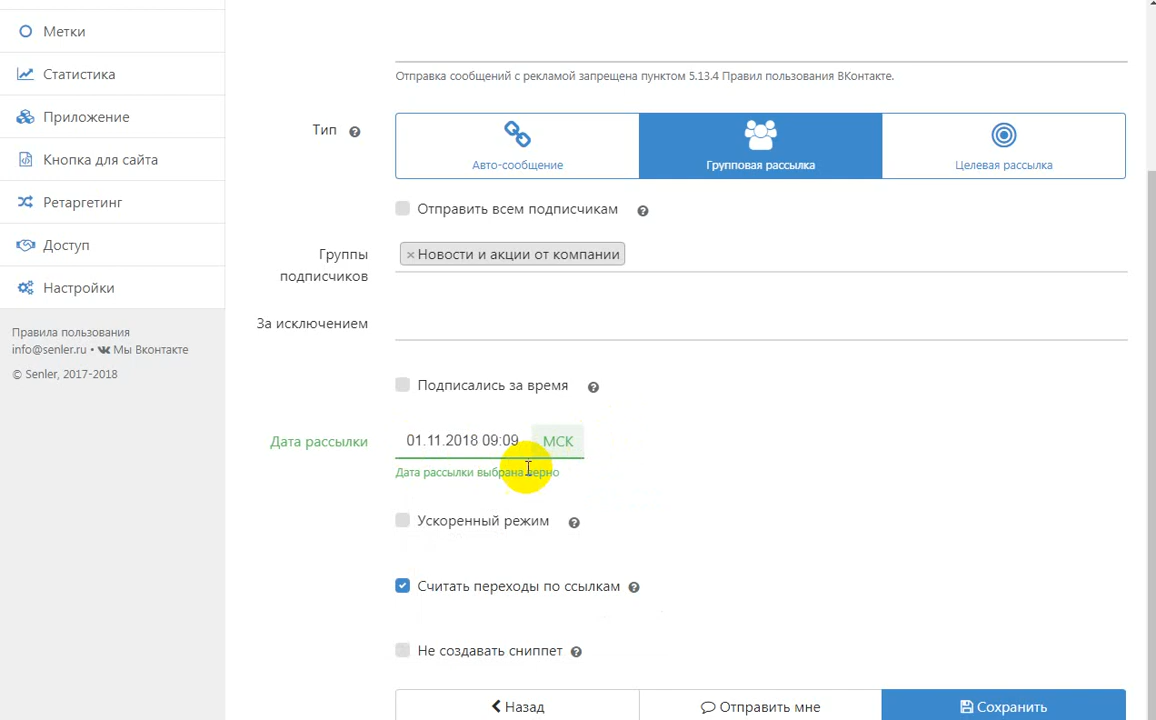 Метки
Статистика
Приложение
Кнопка для сайта
Ретаргетинг
Доступ
Настройки
Правила пользования
info@senler.ru • Мы Вконтакте
© Senler, 2017-2018
Отправка сообщений с рекламой запрещена пунктом 5.13.4 Правил пользования ВКонтакте.
Тип ?
Авто-сообщение
Групповая рассылка
Целевая рассылка
Отправить всем подписчикам ?
Группы
подписчиков
× Новости и акции от компании
За исключением
Подписались за время ?
Дата рассылки
01.11.2018 09:09 МСК
Дата рассылки выбрана верно
Ускоренный режим ?
Считать переходы по ссылкам ?
Не создавать сниппет ?
Назад
Отправить мне
Сохранить